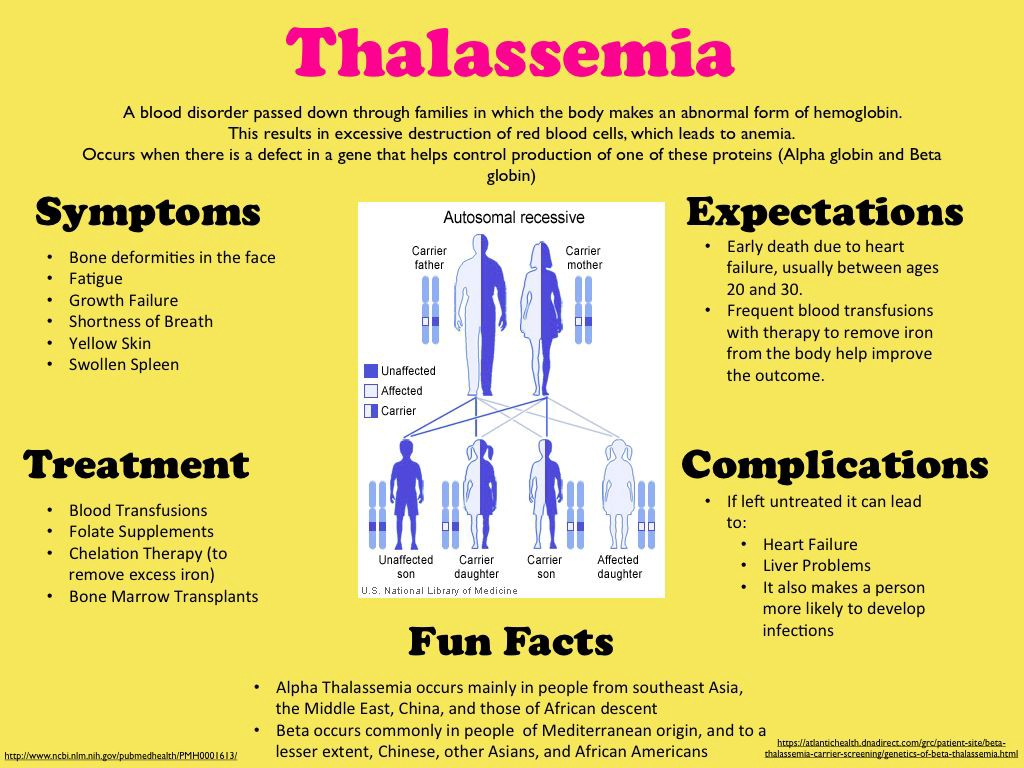 Thalassemia
A blood disorder passed down through families in which the body makes an abnormal form of hemoglobin.
This results in excessive destruction of red blood cells, which leads to anemia.
Occurs when there is a defect in a gene that helps control production of one of these proteins (Alpha globin and Beta
globin)
Symptoms
• Bone deformities in the face
• Fatigue
• Growth Failure
• Shortness of Breath
• Yellow Skin
• Swollen Spleen
Treatment
• Blood Transfusions
• Folate Supplements
• Chelation Therapy (to
remove excess iron)
• Bone Marrow Transplants
Autosomal recessive
Carrier
father
Carrier
mother
Unaffected
Affected
Carrier
Unaffected
son
Carrier
daughter
Carrier
son
Affected
daughter
U.S. National Library of Medicine
Expectations
• Early death due to heart
failure, usually between ages
20 and 30.
• Frequent blood transfusions
with therapy to remove iron
from the body help improve
the outcome.
Complications
• If left untreated it can lead
to:
• Heart Failure
• Liver Problems
• It also makes a person
more likely to develop
infections
Fun Facts
• Alpha Thalassemia occurs mainly in people from southeast Asia,
the Middle East, China, and those of African descent
• Beta occurs commonly in people of Mediterranean origin, and to a
lesser extent, Chinese, other Asians, and African Americans
http://www.ncbi.nlm.nih.gov/pubmedhealth/PMH0001613/
https://atlantichealth.dnadirect.com/grc/patient-site/beta-
thalassemia-carrier-screening/genetics-of-beta-thalassemia.html